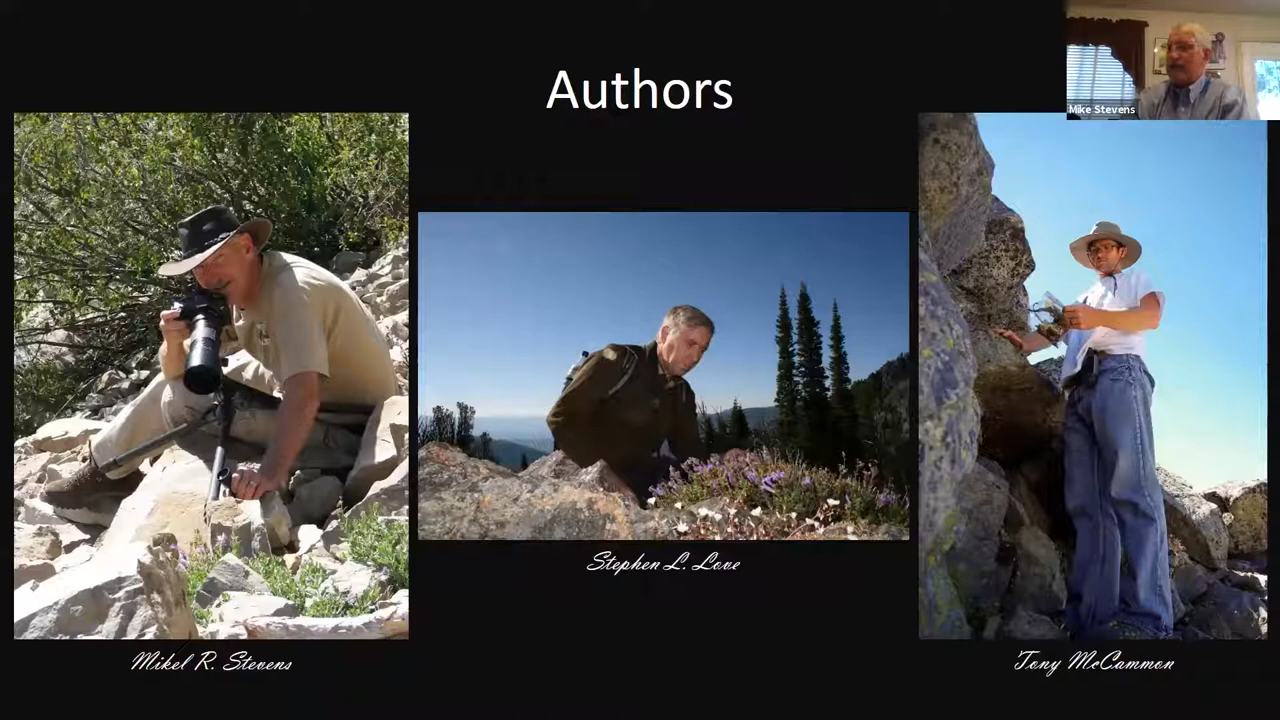 Authors
Mike Stevens
Stephen L. Love
Mikel R. Stevens
Tony McCammon